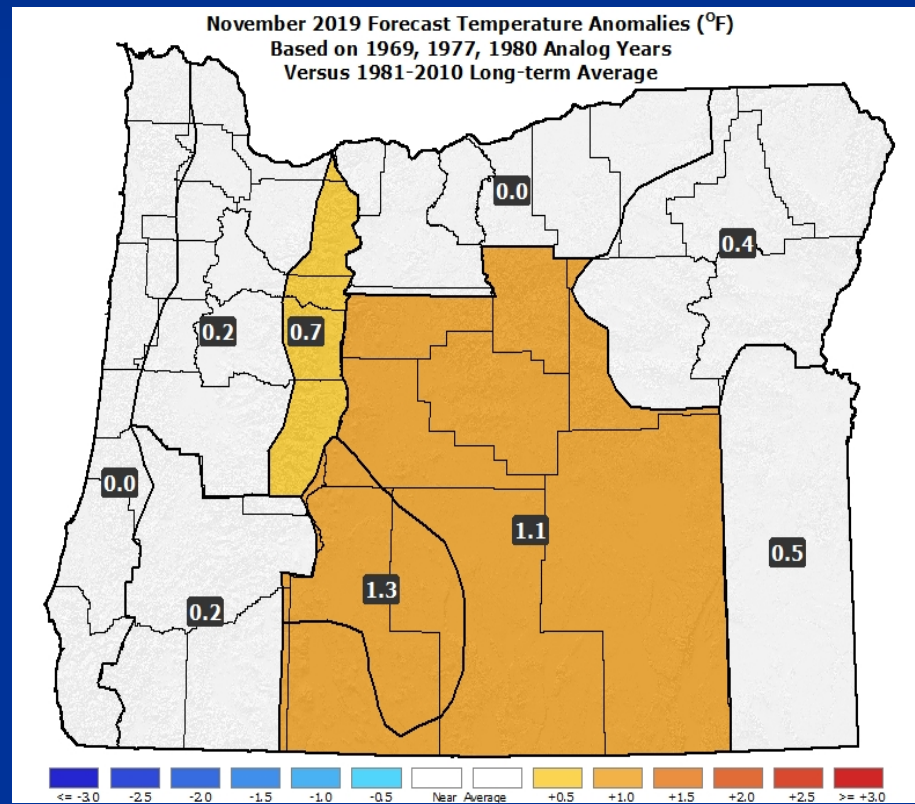 November 2019 Forecast Temperature Anomalies (°F)
Based on 1969, 1977, 1980 Analog Years
Versus 1981-2010 Long-term Average
0.0
0.4
0.2
0.7
0.0
1.1
0.5
1.3
0.2
<= -3.0 -2.5 -2.0 -1.5 -1.0 -0.5 Near Average +0.5 +1.0 +1.5 +2.0 +2.5 >= +3.0